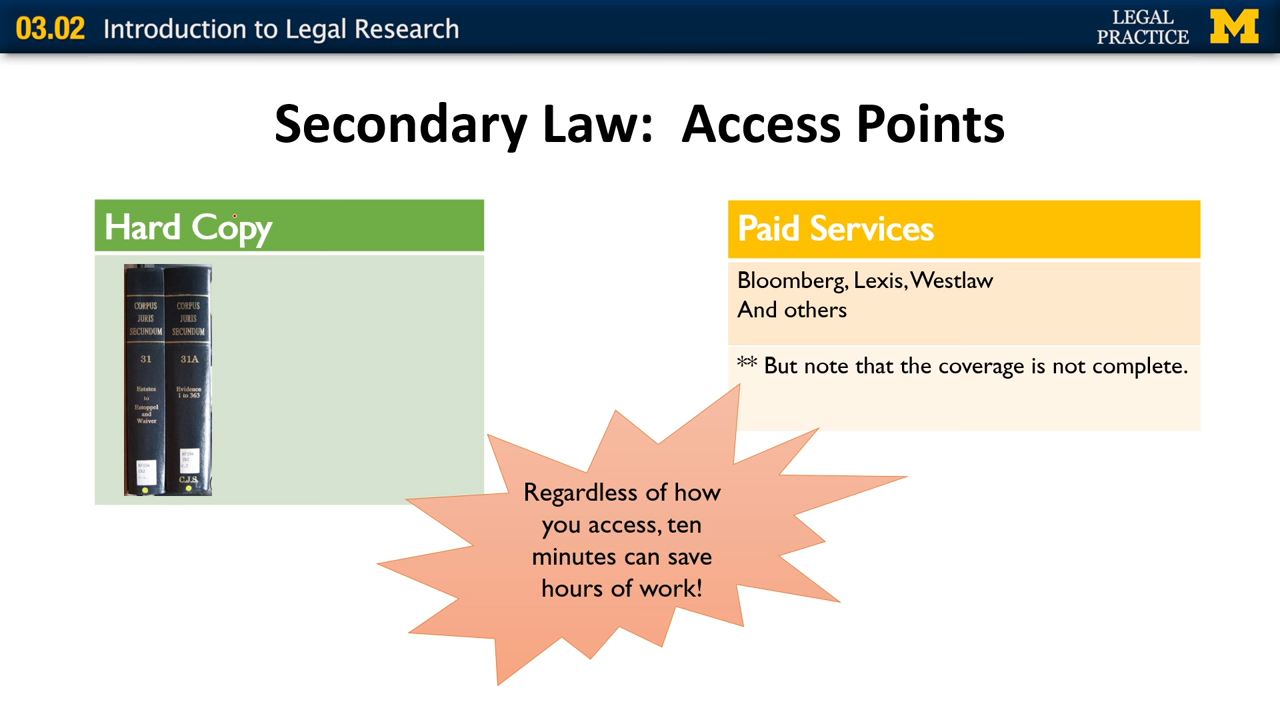 03.02 Introduction to Legal Research
LEGAL
PRACTICE
M
Secondary Law: Access Points
Hard Copy
CORPUS
JURIS
SECUNDUM
31
Estates
to
Estoppel
and
Waiver
CORPUS
JURIS
SECUNDUM
31A
Evidence
1 to 363
C.J.S.
Paid Services
Bloomberg, Lexis, Westlaw
And others
** But note that the coverage is not complete.
Regardless of how
you access, ten
minutes can save
hours of work!